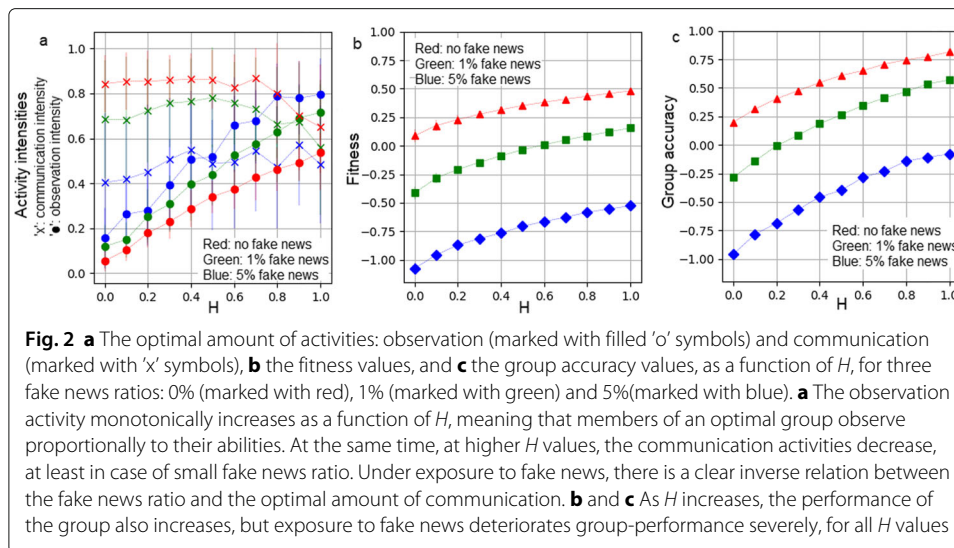 a
b
c
Activity intensities
'x': communication intensity
'●': observation intensity
1.0
0.8
0.6
0.4
0.2
0.0
Red: no fake news
Green: 1% fake news
Blue: 5% fake news
0.0 0.2 0.4 0.6 0.8 1.0
H
Fitness
1.00
0.75
0.50
0.25
0.00
−0.25
−0.50
−0.75
−1.00
Red: no fake news
Green: 1% fake news
Blue: 5% fake news
0.0 0.2 0.4 0.6 0.8 1.0
H
Group accuracy
1.00
0.75
0.50
0.25
0.00
−0.25
−0.50
−0.75
−1.00
Red: no fake news
Green: 1% fake news
Blue: 5% fake news
0.0 0.2 0.4 0.6 0.8 1.0
H
Fig. 2 a The optimal amount of activities: observation (marked with filled 'o' symbols) and communication
(marked with 'x' symbols), b the fitness values, and c the group accuracy values, as a function of H, for three
fake news ratios: 0% (marked with red), 1% (marked with green) and 5%(marked with blue). a The observation
activity monotonically increases as a function of H, meaning that members of an optimal group observe
proportionally to their abilities. At the same time, at higher H values, the communication activities decrease,
at least in case of small fake news ratio. Under exposure to fake news, there is a clear inverse relation between
the fake news ratio and the optimal amount of communication. b and c As H increases, the performance of
the group also increases, but exposure to fake news deteriorates group-performance severely, for all H values